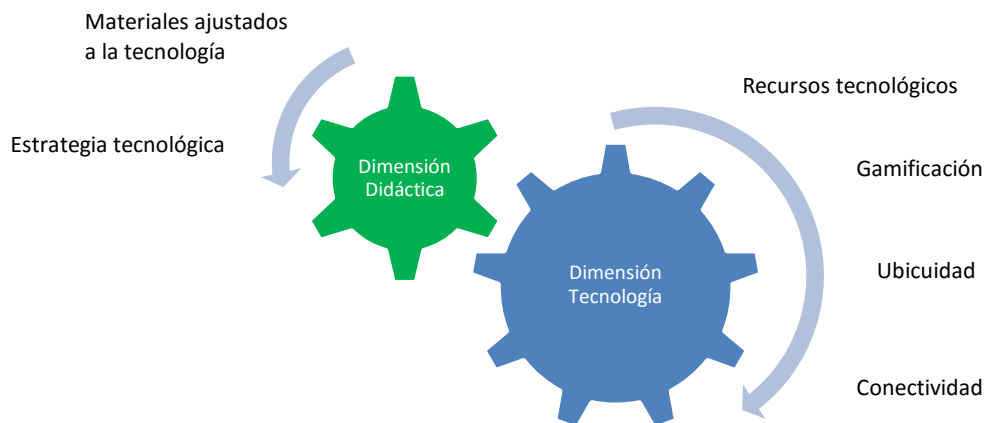 Materiales ajustados
a la tecnología
Estrategia tecnológica
Dimensión
Didáctica
Dimensión
Tecnología
Recursos tecnológicos
Gamificación
Ubicuidad
Conectividad